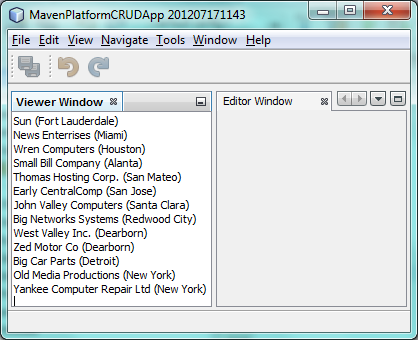 MavenPlatformCRUDApp 201207171143
File Edit View Navigate Tools Window Help
Viewer Window
Editor Window
Sun (Fort Lauderdale)
News Enterrises (Miami)
Wren Computers (Houston)
Small Bill Company (Alanta)
Thomas Hosting Corp. (San Mateo)
Early CentralComp (San Jose)
John Valley Computers (Santa Clara)
Big Networks Systems (Redwood City)
West Valley Inc. (Dearborn)
Zed Motor Co (Dearborn)
Big Car Parts (Detroit)
Old Media Productions (New York)
Yankee Computer Repair Ltd (New York)